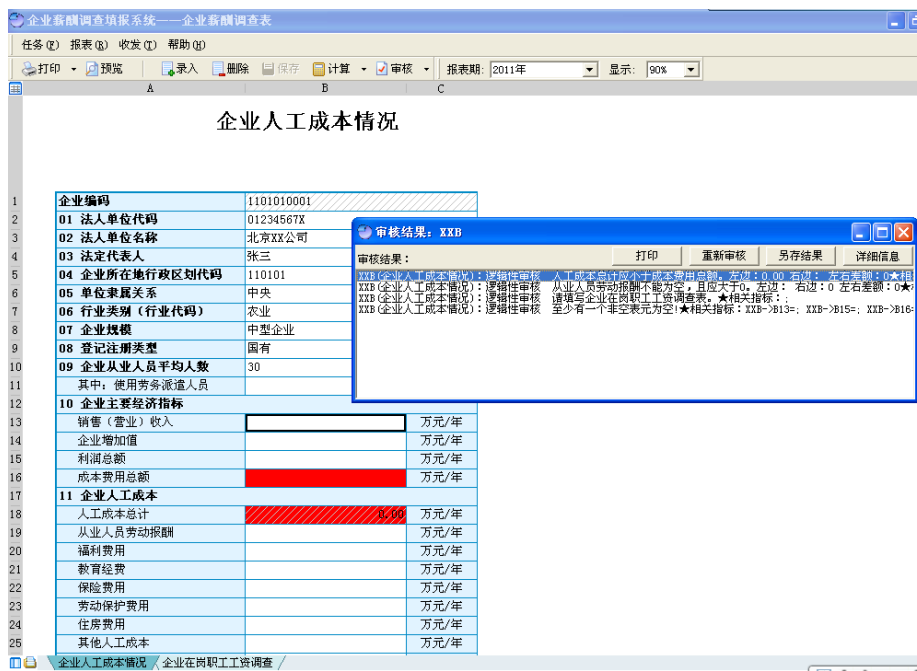 企业薪酬调查填报系统——企业薪酬调查表
任务(F) 报表(R) 收发(T) 帮助(H)
打印 预览 录入 删除 保存 计算 审核 报表期: 2011年 显示: 90%
A B C
企业人工成本情况
1 企业编码 1101010001
2 01 法人单位代码 01234567X
3 02 法人单位名称 北京XX公司
4 03 法定代表人 张三
5 04 企业所在地行政区划代码 110101
6 05 单位隶属关系 中央
7 06 行业类别（行业代码） 农业
8 07 企业规模 中型企业
9 08 登记注册类型 国有
10 09 企业从业人员平均人数 30
11 其中：使用劳务派遣人员
12 10 企业主要经济指标
13 销售（营业）收入 万元/年
14 企业增加值 万元/年
15 利润总额 万元/年
16 成本费用总额 万元/年
17 11 企业人工成本
18 人工成本总计 0.00 万元/年
19 从业人员劳动报酬 万元/年
20 福利费用 万元/年
21 教育经费 万元/年
22 保险费用 万元/年
23 劳动保护费用 万元/年
24 住房费用 万元/年
25 其他人工成本 万元/年
企业人工成本情况 企业在岗职工工资调查
审核结果: XXB
审核结果： 打印 重新审核 另存结果 详细信息
XXB(企业人工成本情况)：逻辑性审核 人工成本总计应小于成本费用总额。左边：0.00 右边： 左右差额：0★相
XXB(企业人工成本情况)：逻辑性审核 从业人员劳动报酬不能为空，且应大于0。左边： 右边：0 左右差额：0★
XXB(企业人工成本情况)：逻辑性审核 请填写企业在岗职工工资调查表。★相关指标：;
XXB(企业人工成本情况)：逻辑性审核 至少有一个非空表元为空!★相关指标：XXB->B13=; XXB->B15=; XXB->B16=